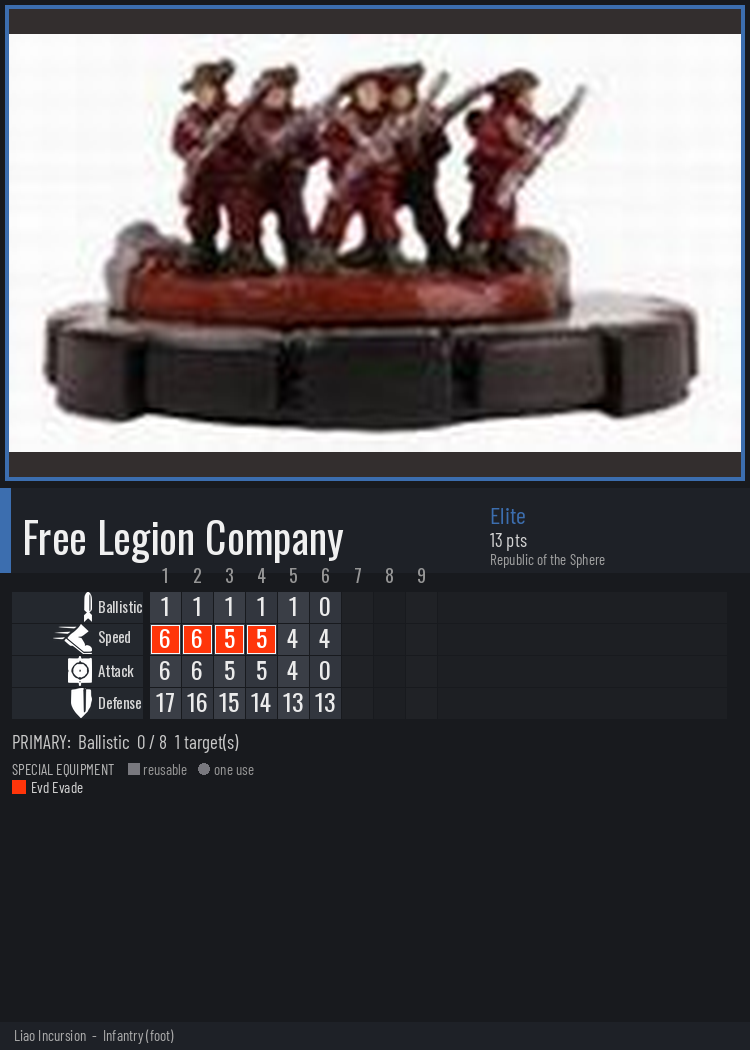 Free Legion Company
Elite
13 pts
Republic of the Sphere
1 2 3 4 5 6 7 8 9
Ballistic 1 1 1 1 1 0
Speed 6 6 5 5 4 4
Attack 6 6 5 5 4 0
Defense 17 16 15 14 13 13
PRIMARY: Ballistic 0 / 8 1 target(s)
SPECIAL EQUIPMENT reusable one use
Evd Evade
Liao Incursion - Infantry (foot)